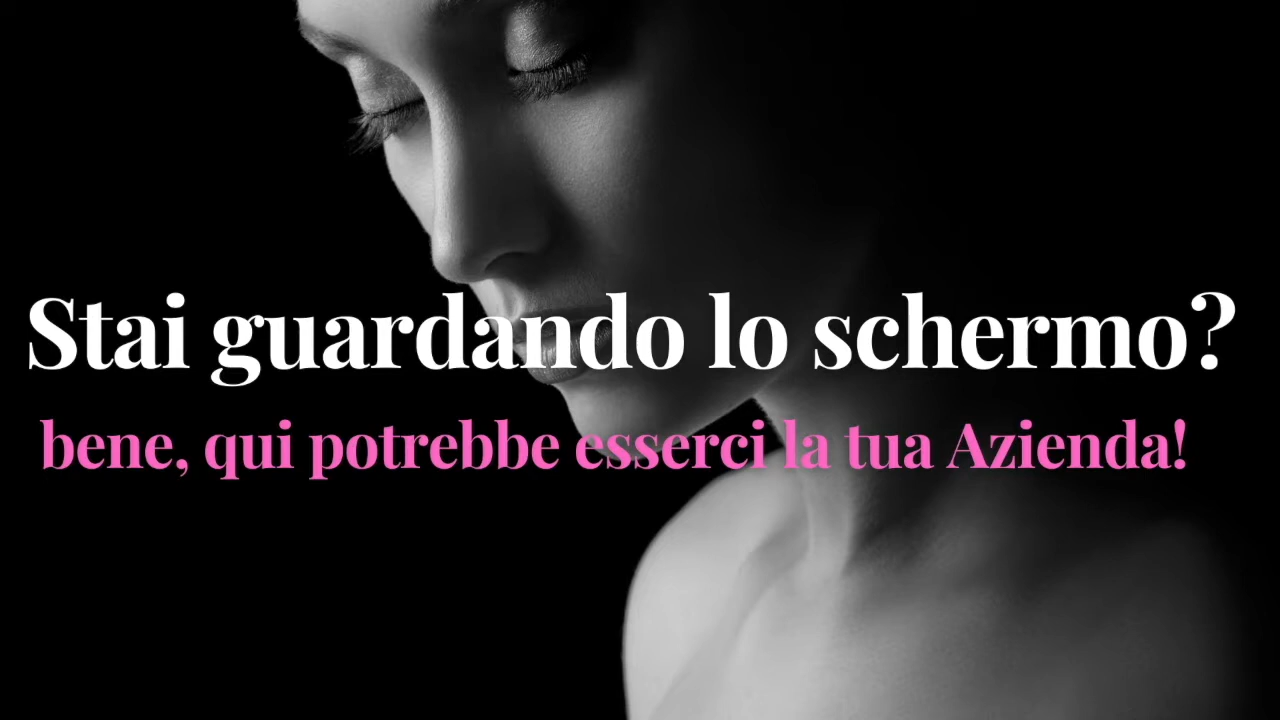 Stai guardando lo schermo?
bene, qui potrebbe esserci la tua Azienda!